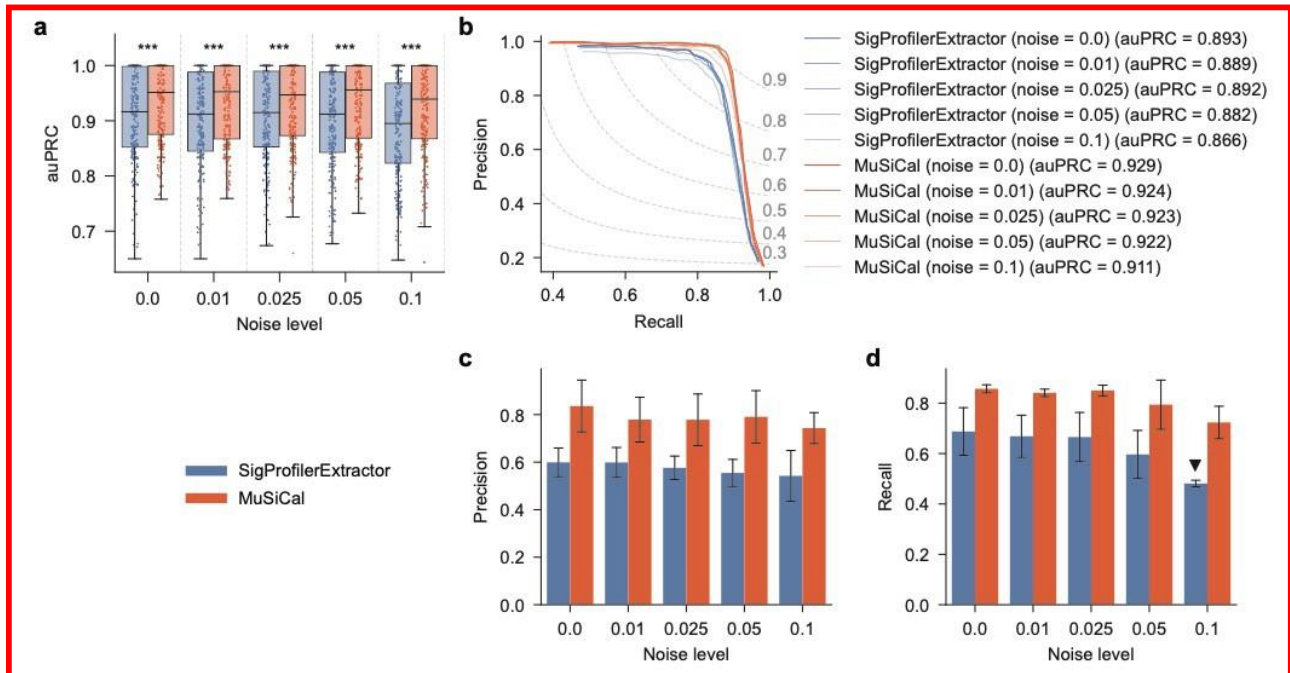 a
*** *** *** *** ***
1.0
0.9
0.8
0.7
auPRC
0.0 0.01 0.025 0.05 0.1
Noise level
b
1.0
0.8
0.6
0.4
0.2
Precision
0.9
0.8
0.7
0.6
0.5
0.4
0.3
0.4 0.6 0.8 1.0
Recall
SigProfilerExtractor (noise = 0.0) (auPRC = 0.893)
SigProfilerExtractor (noise = 0.01) (auPRC = 0.889)
SigProfilerExtractor (noise = 0.025) (auPRC = 0.892)
SigProfilerExtractor (noise = 0.05) (auPRC = 0.882)
SigProfilerExtractor (noise = 0.1) (auPRC = 0.866)
MuSiCal (noise = 0.0) (auPRC = 0.929)
MuSiCal (noise = 0.01) (auPRC = 0.924)
MuSiCal (noise = 0.025) (auPRC = 0.923)
MuSiCal (noise = 0.05) (auPRC = 0.922)
MuSiCal (noise = 0.1) (auPRC = 0.911)
SigProfilerExtractor
MuSiCal
c
0.8
0.6
0.4
0.2
0.0
Precision
0.0 0.01 0.025 0.05 0.1
Noise level
d
0.8
0.6
0.4
0.2
0.0
Recall
0.0 0.01 0.025 0.05 0.1
Noise level